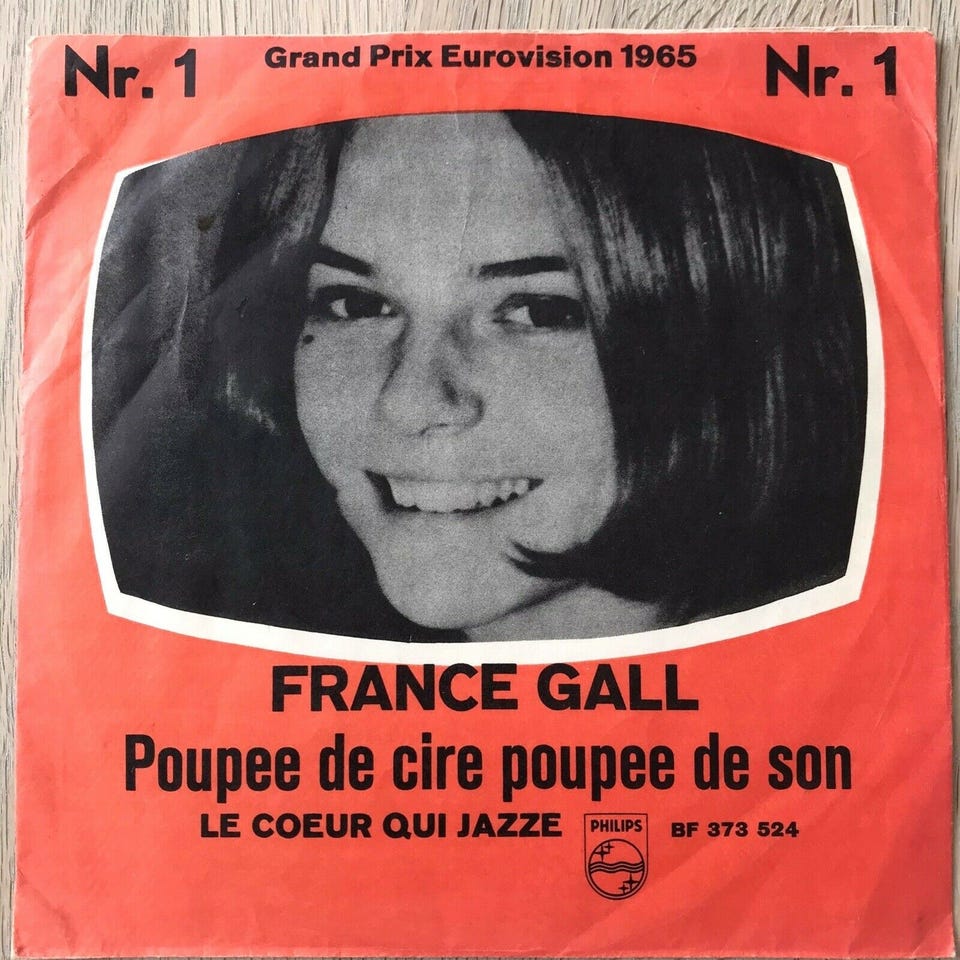 Nr. 1 Grand Prix Eurovision 1965 Nr. 1
FRANCE GALL
Poupee de cire poupee de son
LE COEUR QUI JAZZE PHILIPS BF 373 524